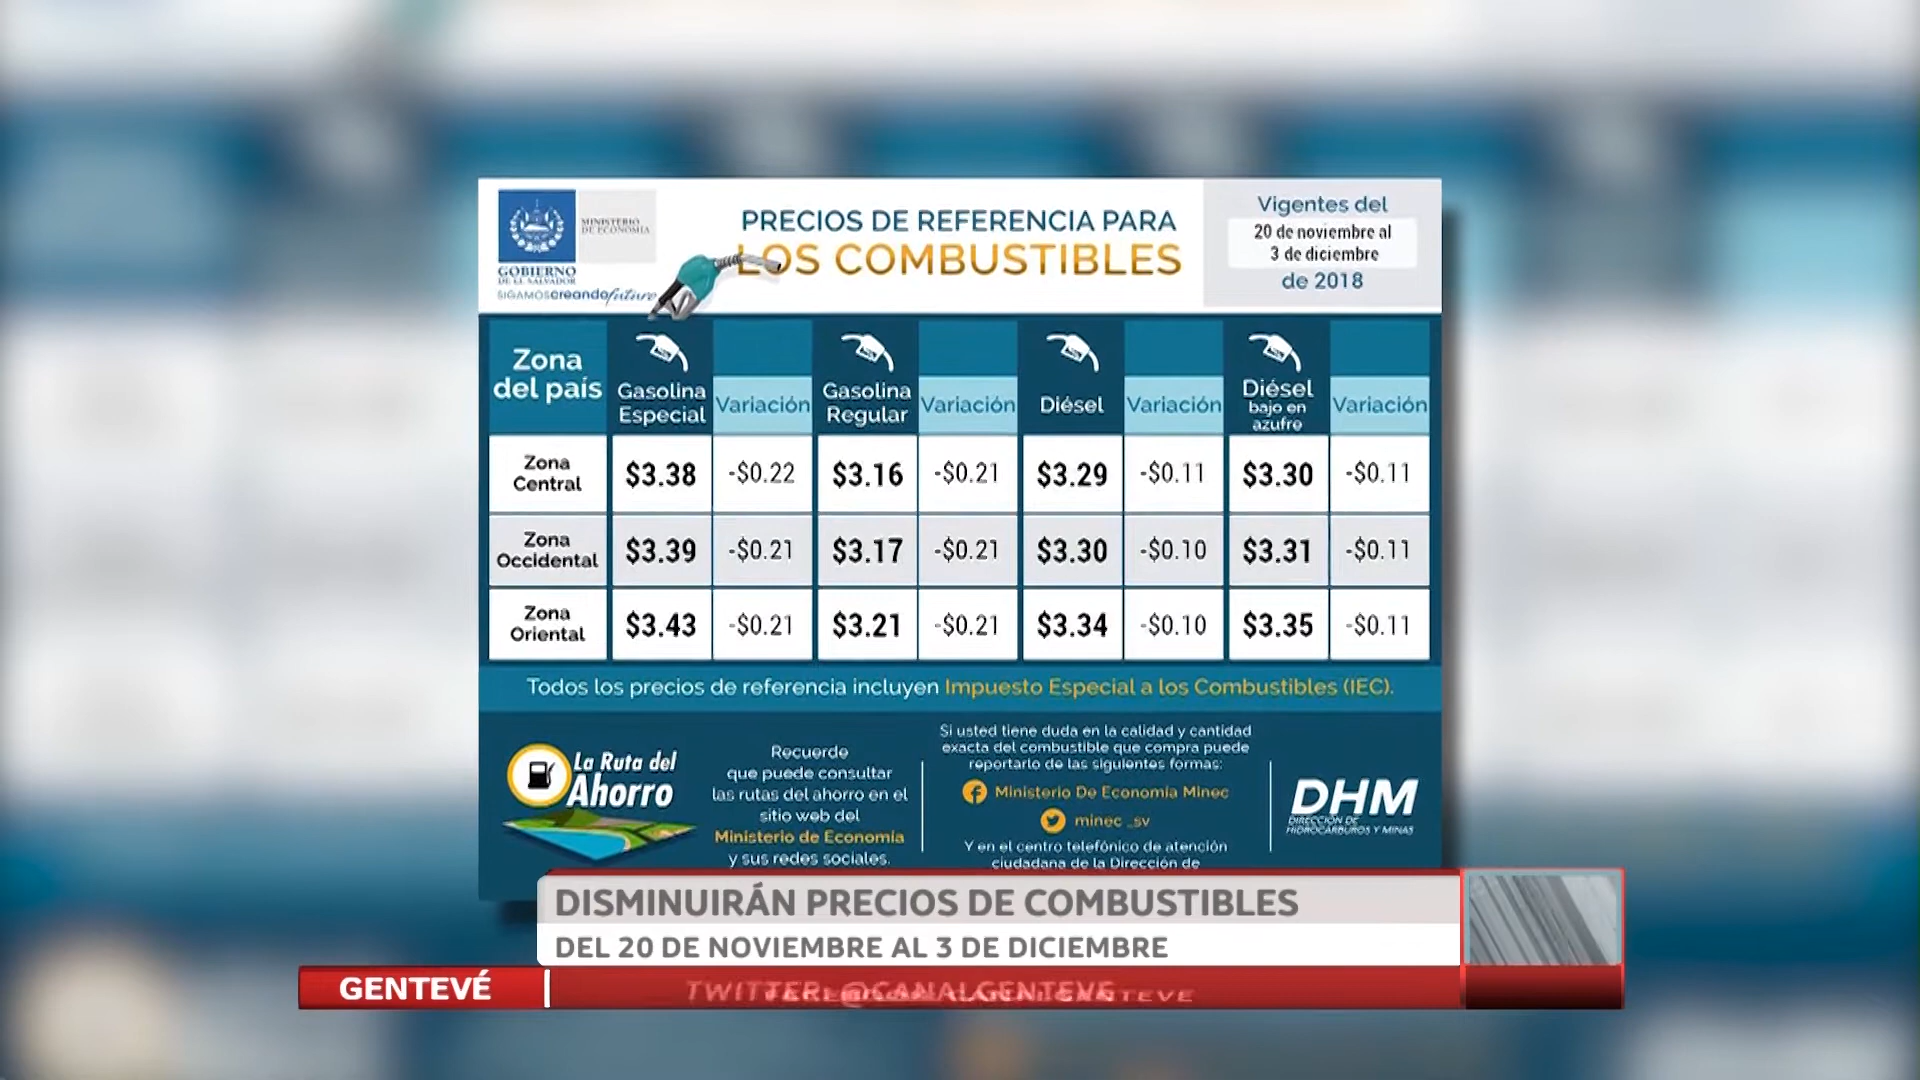 MINISTERIO
DE ECONOMÍA
GOBIERNO
DE EL SALVADOR
SIGAMOS creando futuro
PRECIOS DE REFERENCIA PARA
LOS COMBUSTIBLES
Vigentes del
20 de noviembre al
3 de diciembre
de 2018
Zona
del país
Gasolina
Especial
Variación
Gasolina
Regular
Variación
Diésel
Variación
Diésel
bajo en
azufre
Variación
Zona
Central
$3.38 -$0.22 $3.16 -$0.21 $3.29 -$0.11 $3.30 -$0.11
Zona
Occidental
$3.39 -$0.21 $3.17 -$0.21 $3.30 -$0.10 $3.31 -$0.11
Zona
Oriental
$3.43 -$0.21 $3.21 -$0.21 $3.34 -$0.10 $3.35 -$0.11
Todos los precios de referencia incluyen Impuesto Especial a los Combustibles (IEC).
La Ruta del
Ahorro
Recuerde
que puede consultar
las rutas del ahorro en el
sitio web del
Ministerio de Economía
y sus redes sociales.
Si usted tiene duda en la calidad y cantidad
exacta del combustible que compra puede
reportarlo de las siguientes formas:
Ministerio De Economía Minec
minec_sv
Y en el centro telefónico de atención
ciudadana de la Dirección de
DHM
DIRECCIÓN DE
HIDROCARBUROS Y MINAS
DISMINUIRÁN PRECIOS DE COMBUSTIBLES
DEL 20 DE NOVIEMBRE AL 3 DE DICIEMBRE
GENTEVÉ
TWITTER: @CANALGENTEVE